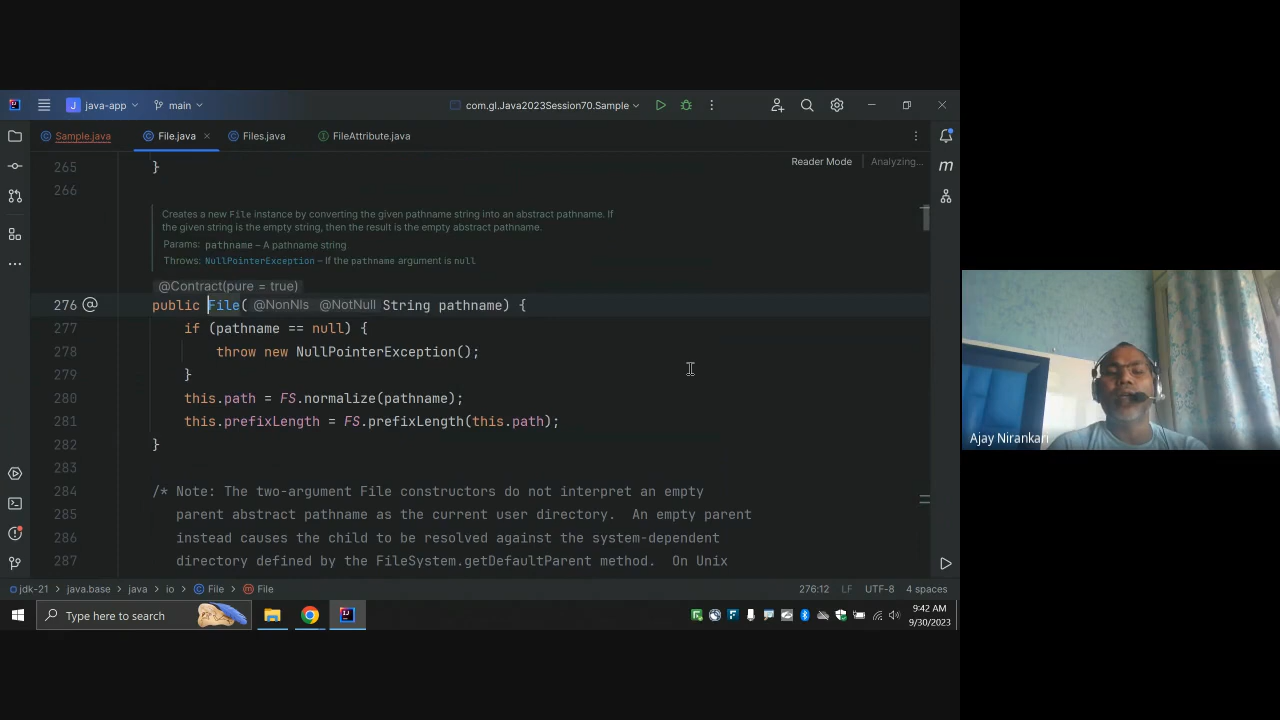 J java-app main com.gl.Java2023Session70.Sample
Sample.java File.java Files.java FileAttribute.java
Reader Mode Analyzing...
265 }
266
Creates a new File instance by converting the given pathname string into an abstract pathname. If
the given string is the empty string, then the result is the empty abstract pathname.
Params: pathname – A pathname string
Throws: NullPointerException – If the pathname argument is null
@Contract(pure = true)
276 @ public File( @NonNls @NotNull String pathname) {
277 if (pathname == null) {
278 throw new NullPointerException();
279 }
280 this.path = FS.normalize(pathname);
281 this.prefixLength = FS.prefixLength(this.path);
282 }
283
284 /* Note: The two-argument File constructors do not interpret an empty
285 parent abstract pathname as the current user directory. An empty parent
286 instead causes the child to be resolved against the system-dependent
287 directory defined by the FileSystem.getDefaultParent method. On Unix
jdk-21 java.base java io File File 276:12 LF UTF-8 4 spaces
Type here to search
9:42 AM
9/30/2023
Ajay Nirankari